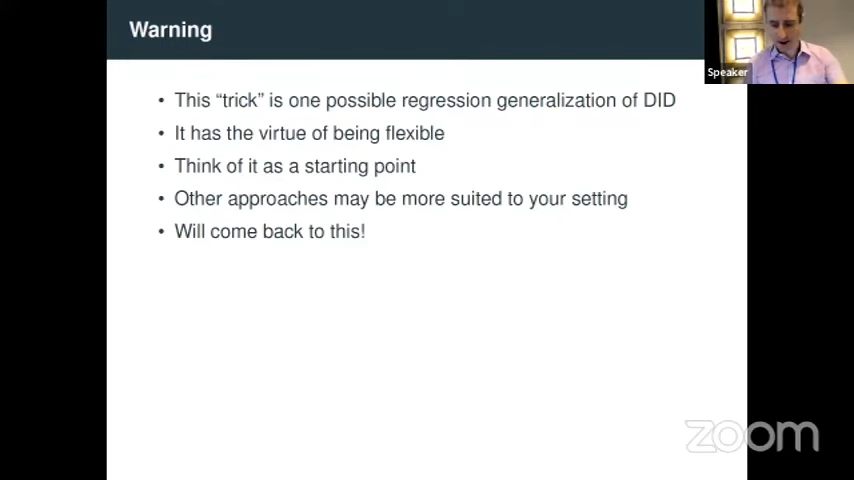 Warning
Speaker
• This “trick” is one possible regression generalization of DID
• It has the virtue of being flexible
• Think of it as a starting point
• Other approaches may be more suited to your setting
• Will come back to this!
zoom